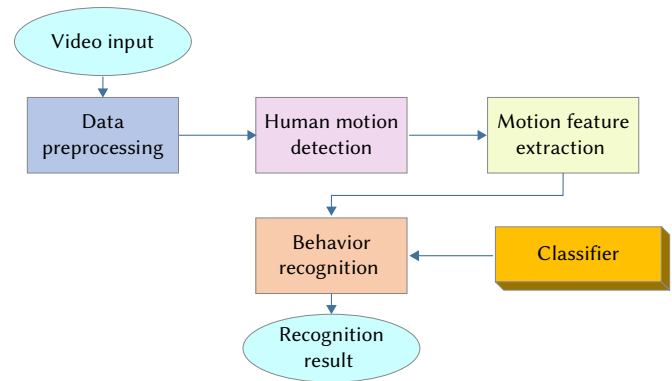 Video input
Data
preprocessing
Human motion
detection
Motion feature
extraction
Behavior
recognition
Classifier
Recognition
result